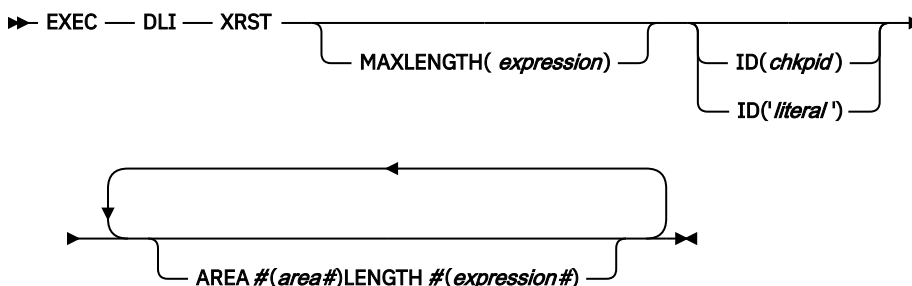 EXEC DLI XRST
MAXLENGTH( expression)
ID(chkpid)
ID('literal ')
AREA #(area#)LENGTH #(expression#)